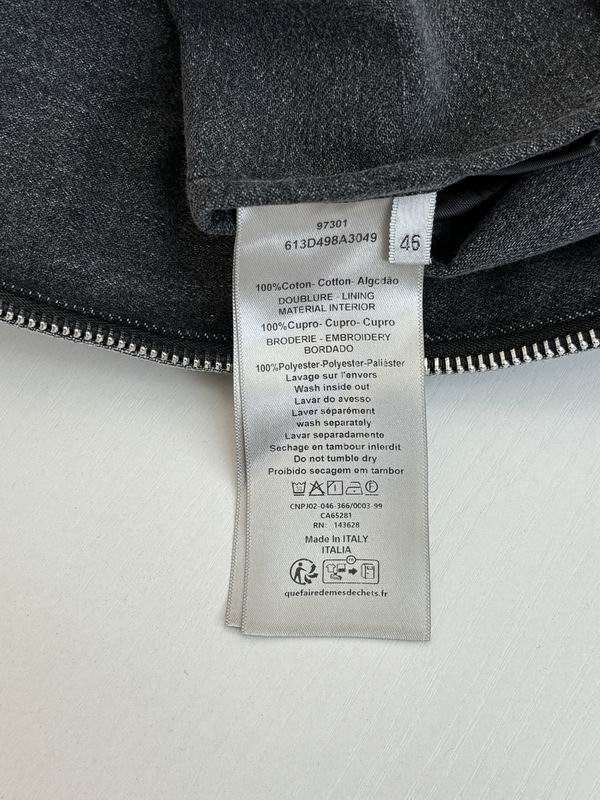 97301
613D498A3049
46
100%Coton- Cotton- Algodão
DOUBLURE - LINING
MATERIAL INTERIOR
100%Cupro- Cupro- Cupro
BRODERIE - EMBROIDERY
BORDADO
100%Polyester-Polyester-Palièster
Lavage sur l'envers
Wash inside out
Lavar do avesso
Laver séparément
wash separately
Lavar separadamente
Sechage en tambour interdit
Do not tumble dry
Proibido secagem em tambor
CNPJ02-046-366/0003-99
CA65281
RN: 143628
Made In ITALY
ITALIA
quefairedemesdechets.fr